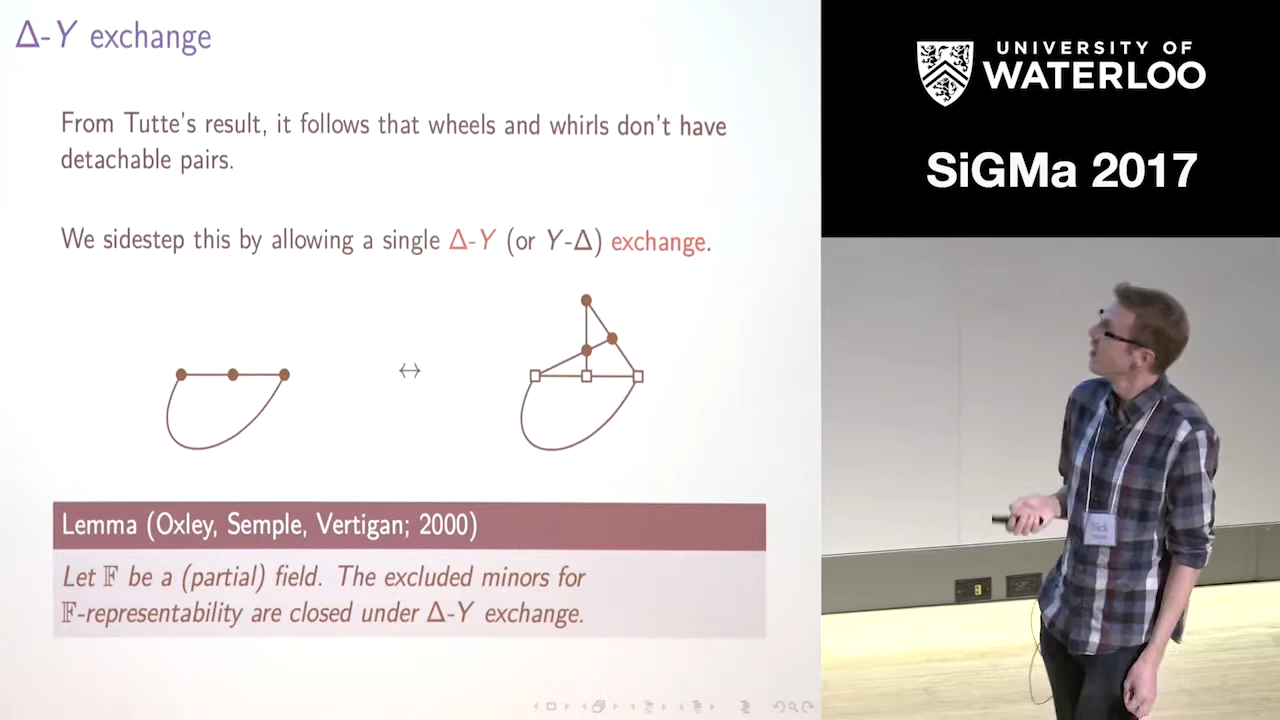 Δ-Y exchange
From Tutte's result, it follows that wheels and whirls don't have
detachable pairs.
We sidestep this by allowing a single Δ-Y (or Y-Δ) exchange.
↔
Lemma (Oxley, Semple, Vertigan; 2000)
Let 𝔽 be a (partial) field. The excluded minors for
𝔽-representability are closed under Δ-Y exchange.
UNIVERSITY OF
WATERLOO
SiGMa 2017
Nick